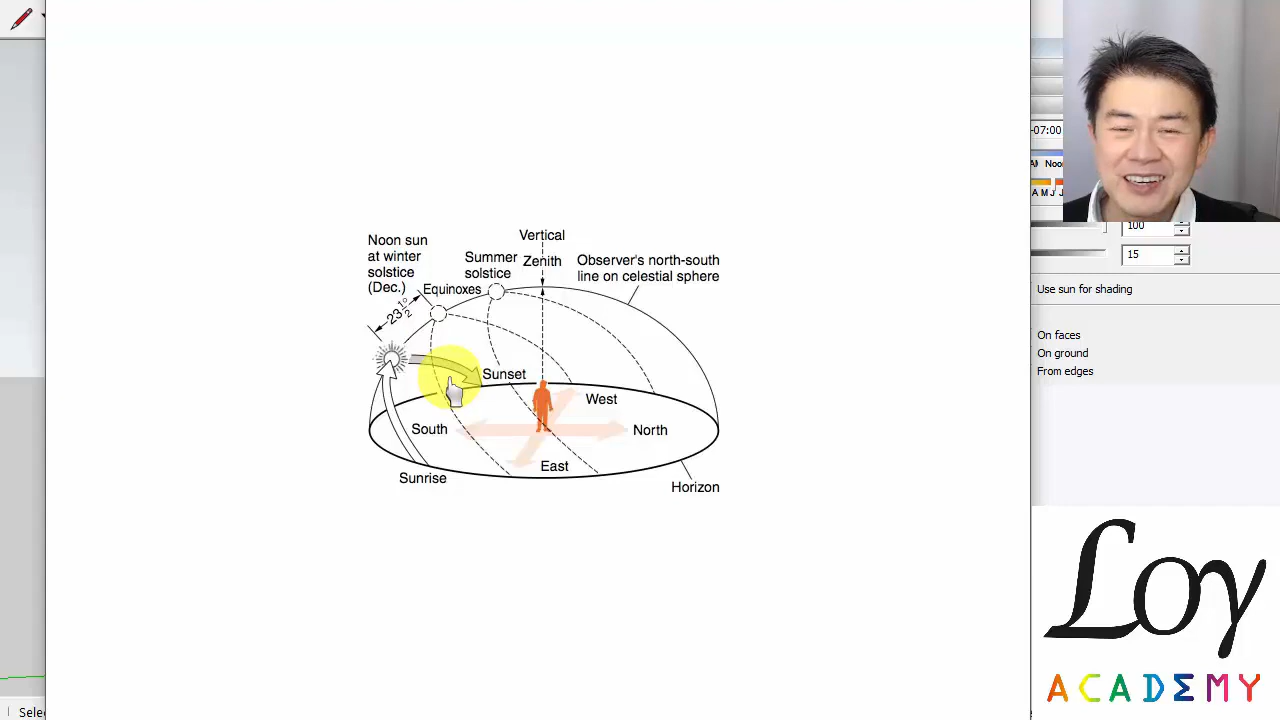 -07:00
Noo
A M J J
100
15
Use sun for shading
On faces
On ground
From edges
Noon sun
at winter
solstice
(Dec.)
Vertical
Summer
solstice
Zenith
Observer's north-south
line on celestial sphere
Equinoxes
23½°
Sunset
West
South
North
East
Sunrise
Horizon
Loy
ACADEMY
Sele